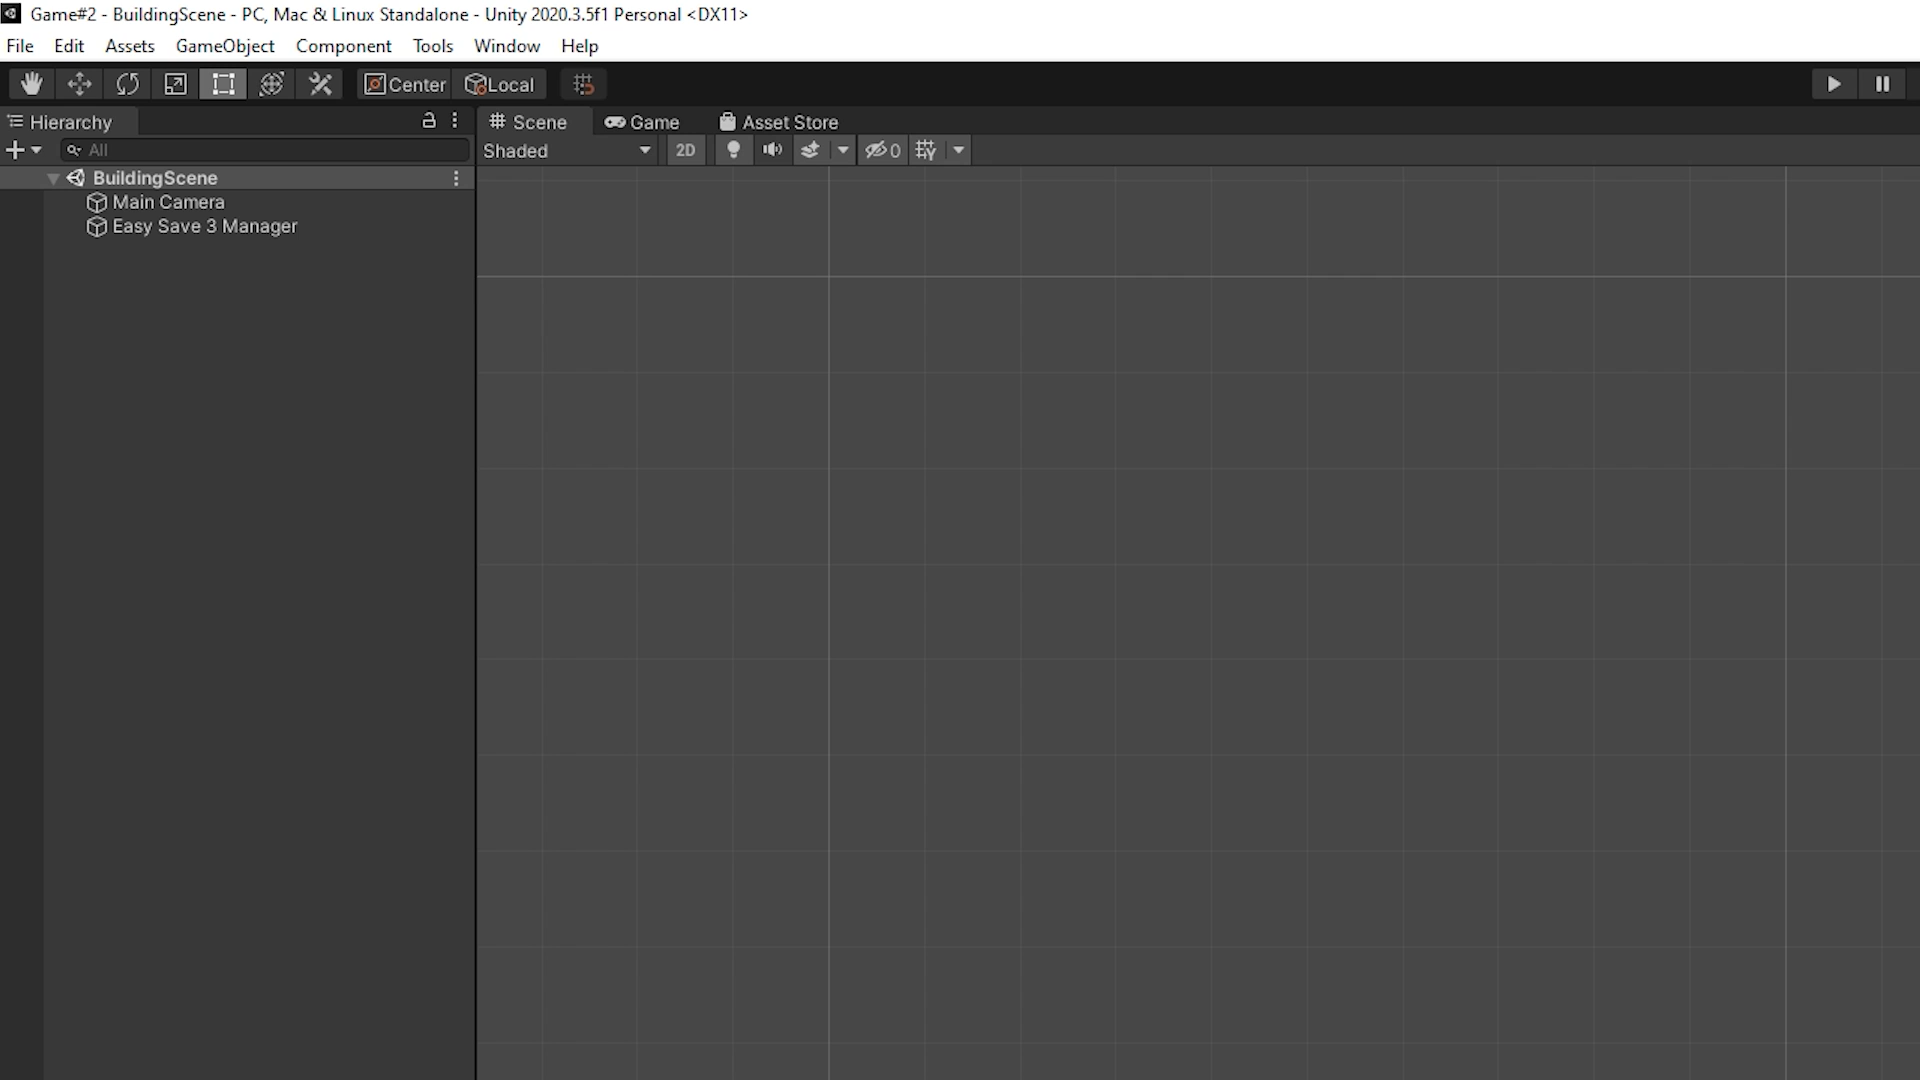 Game#2 - BuildingScene - PC, Mac & Linux Standalone - Unity 2020.3.5f1 Personal <DX11>
File Edit Assets GameObject Component Tools Window Help
Center Local
Hierarchy
Scene Game Asset Store
All
Shaded 2D 0
BuildingScene
Main Camera
Easy Save 3 Manager